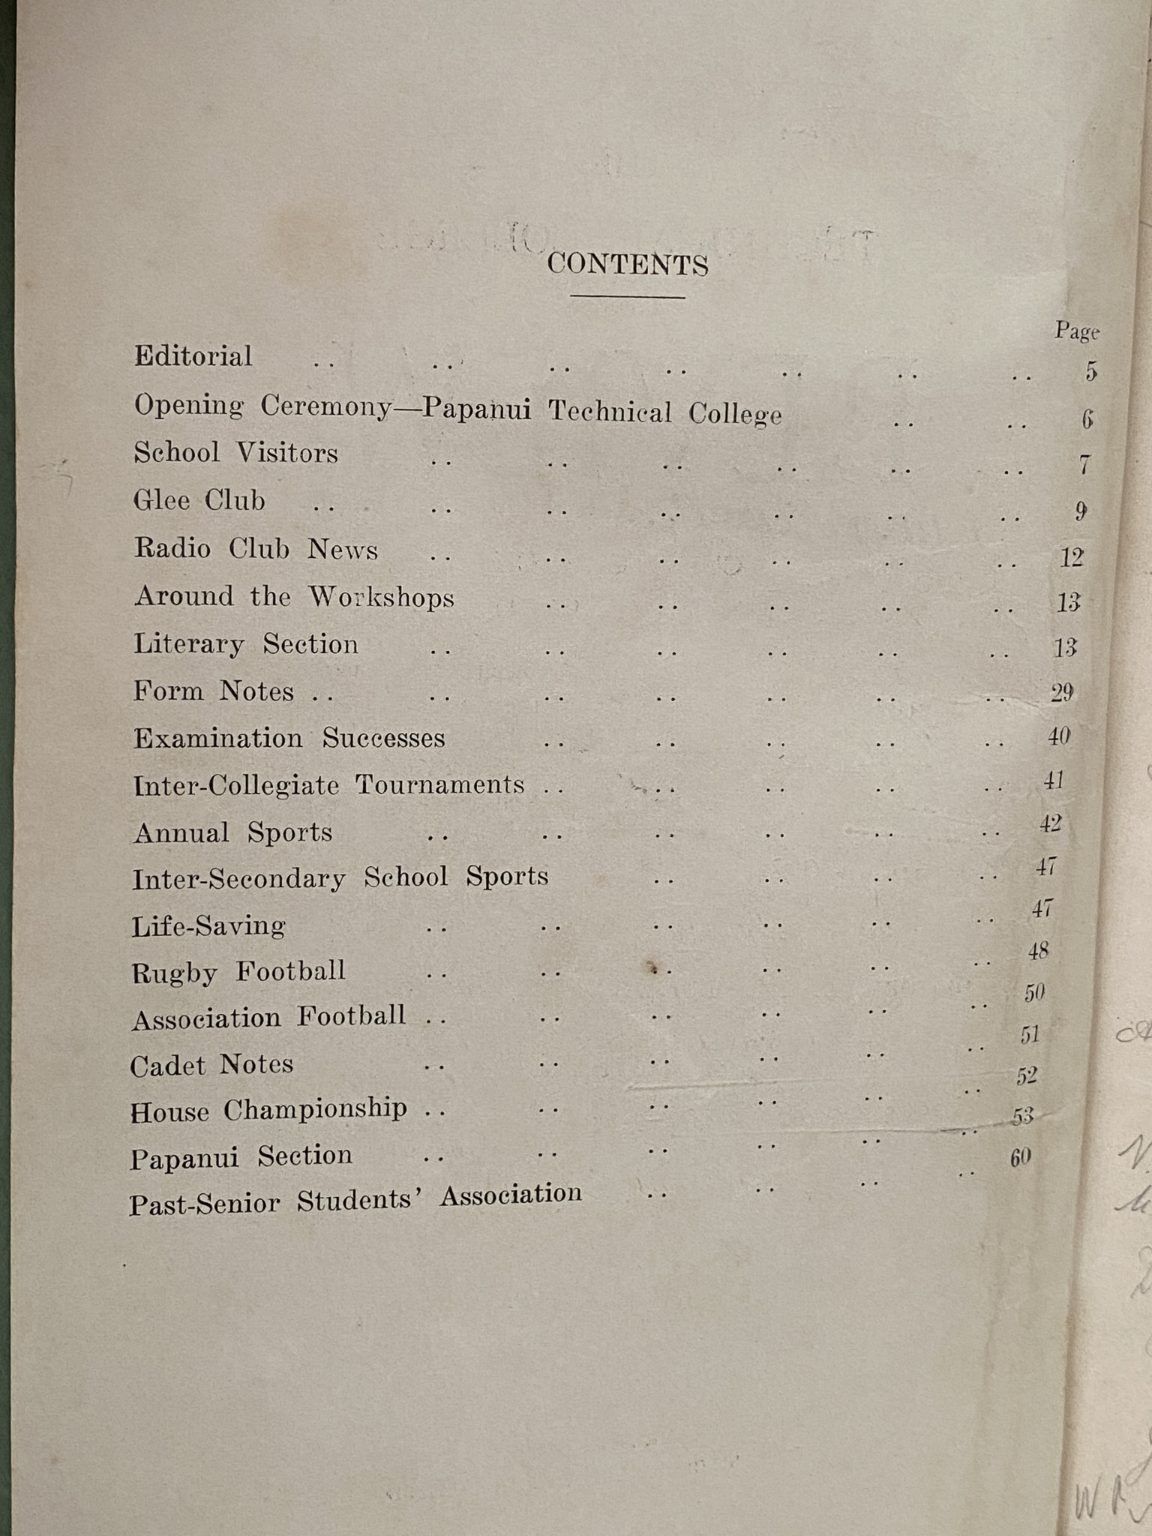 CONTENTS
Page
Editorial .. .. .. .. .. .. .. 5
Opening Ceremony—Papanui Technical College .. .. 6
School Visitors .. .. .. .. .. .. 7
Glee Club .. .. .. .. .. .. .. 9
Radio Club News .. .. .. .. .. .. 12
Around the Workshops .. .. .. .. .. 13
Literary Section .. .. .. .. .. .. 13
Form Notes .. .. .. .. .. .. .. 29
Examination Successes .. .. .. .. .. 40
Inter-Collegiate Tournaments .. .. .. .. .. 41
Annual Sports .. .. .. .. .. .. 42
Inter-Secondary School Sports .. .. .. .. 47
Life-Saving .. .. .. .. .. .. 47
Rugby Football .. .. .. .. .. .. 48
Association Football .. .. .. .. .. .. 50
Cadet Notes .. .. .. .. .. .. 51
House Championship .. .. .. .. .. .. 52
Papanui Section .. .. .. .. .. .. 53
Past-Senior Students' Association .. .. .. .. 60